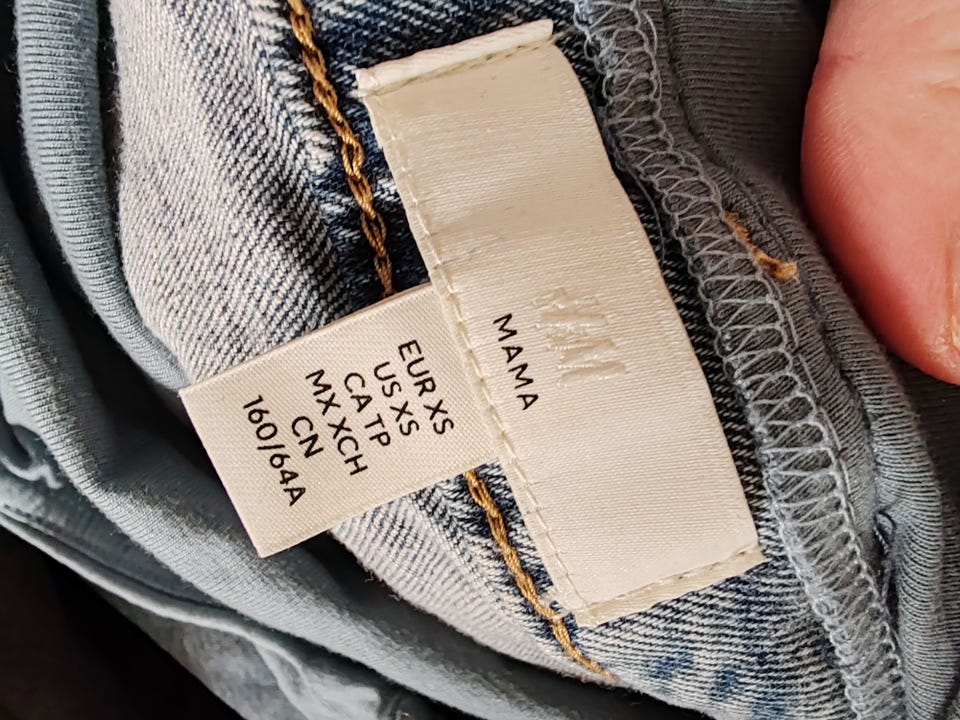 H&M
MAMA
EUR XS
US XS
CA TP
MX XCH
CN
160/64A